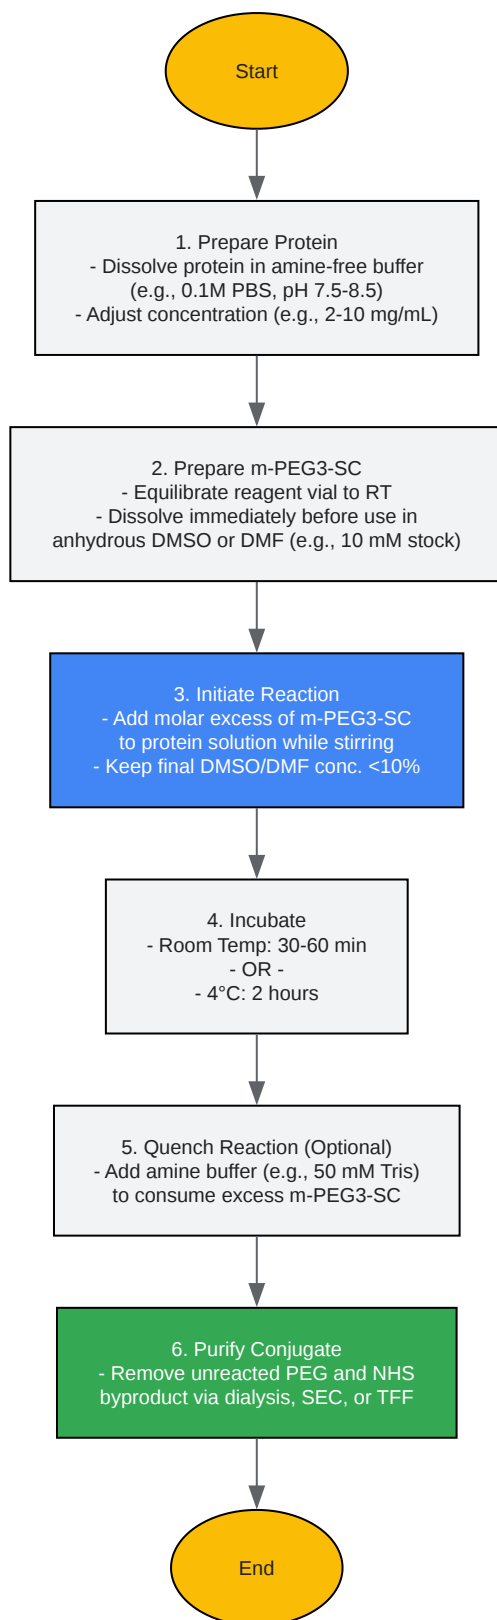 Start
1. Prepare Protein
- Dissolve protein in amine-free buffer
(e.g., 0.1M PBS, pH 7.5-8.5)
- Adjust concentration (e.g., 2-10 mg/mL)
2. Prepare m-PEG3-SC
- Equilibrate reagent vial to RT
- Dissolve immediately before use in
anhydrous DMSO or DMF (e.g., 10 mM stock)
3. Initiate Reaction
- Add molar excess of m-PEG3-SC
to protein solution while stirring
- Keep final DMSO/DMF conc. <10%
4. Incubate
- Room Temp: 30-60 min
- OR -
- 4°C: 2 hours
5. Quench Reaction (Optional)
- Add amine buffer (e.g., 50 mM Tris)
to consume excess m-PEG3-SC
6. Purify Conjugate
- Remove unreacted PEG and NHS
byproduct via dialysis, SEC, or TFF
End